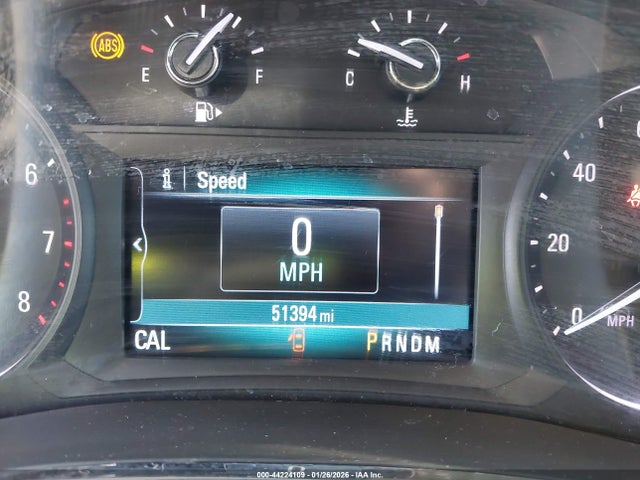 ABS
E F
C H
Speed
6
7
8
0
MPH
51394 mi
CAL
PRNDM
40
20
0
MPH
000-44224109 - 01/26/2026 - IAA Inc.